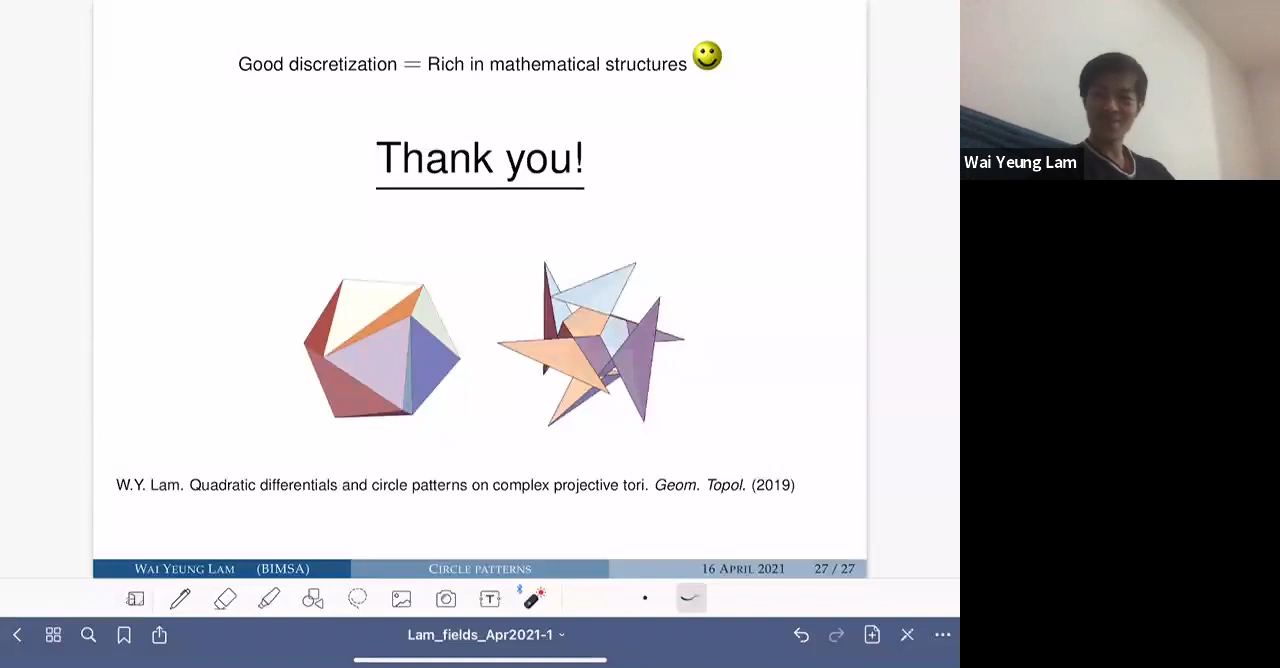 Good discretization = Rich in mathematical structures
Thank you!
W.Y. Lam. Quadratic differentials and circle patterns on complex projective tori. Geom. Topol. (2019)
WAI YEUNG LAM (BIMSA) CIRCLE PATTERNS 16 APRIL 2021 27 / 27
Lam_fields_Apr2021-1
Wai Yeung Lam